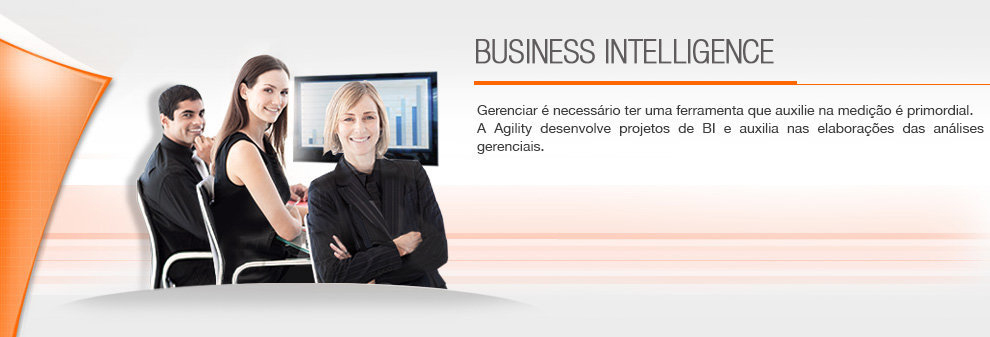 BUSINESS INTELLIGENCE
Gerenciar é necessário ter uma ferramenta que auxilie na medição é primordial.
A Agility desenvolve projetos de BI e auxilia nas elaborações das análises
gerenciais.